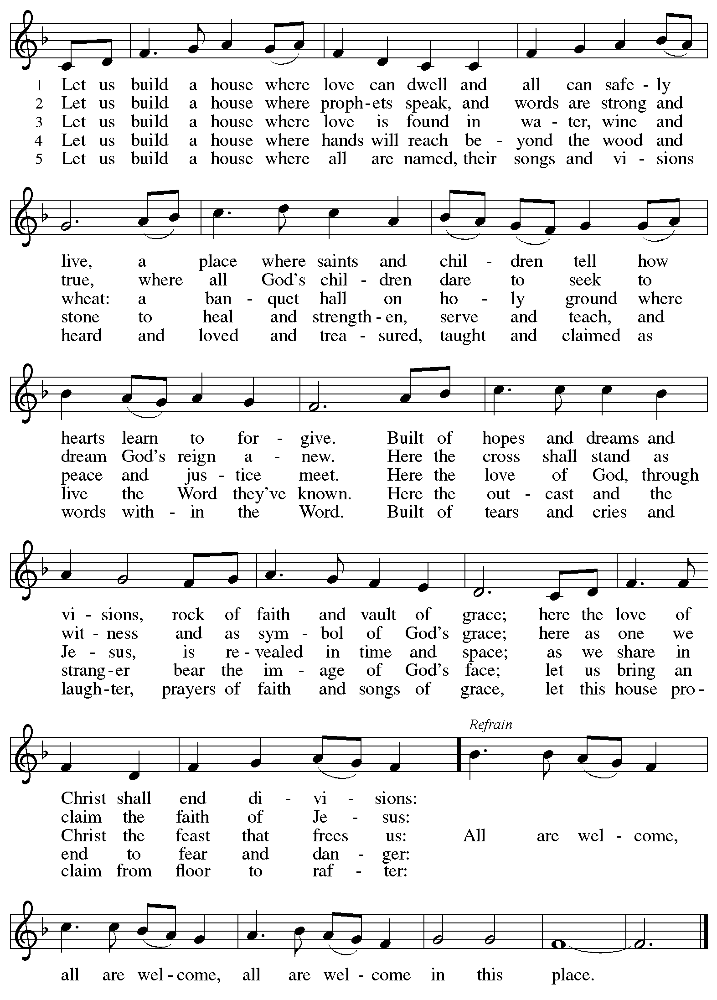 1 Let us build a house where love can dwell and all can safe - ly
2 Let us build a house where proph - ets speak, and words are strong and
3 Let us build a house where love is found in wa - ter, wine and
4 Let us build a house where hands will reach be - yond the wood and
5 Let us build a house where all are named, their songs and vi - sions
live, a place where saints and chil - dren tell how
true, where all God's chil - dren dare to seek to
wheat: a ban - quet hall on ho - ly ground where
stone to heal and strength - en, serve and teach, and
heard and loved and trea - sured, taught and claimed as
hearts learn to for - give. Built of hopes and dreams and
dream God's reign a - new. Here the cross shall stand as
peace and jus - tice meet. Here the love of God, through
live the Word they've known. Here the out - cast and the
words with - in the Word. Built of tears and cries and
vi - sions, rock of faith and vault of grace; here the love of
wit - ness and as sym - bol of God's grace; here as one we
Je - sus, is re - vealed in time and space; as we share in
strang - er bear the im - age of God's face; let us bring an
laugh - ter, prayers of faith and songs of grace, let this house pro -
Refrain
Christ shall end di - vi - sions:
claim the faith of Je - sus:
Christ the feast that frees us: All are wel - come,
end to fear and dan - ger:
claim from floor to raf - ter:
all are wel - come, all are wel - come in this place.